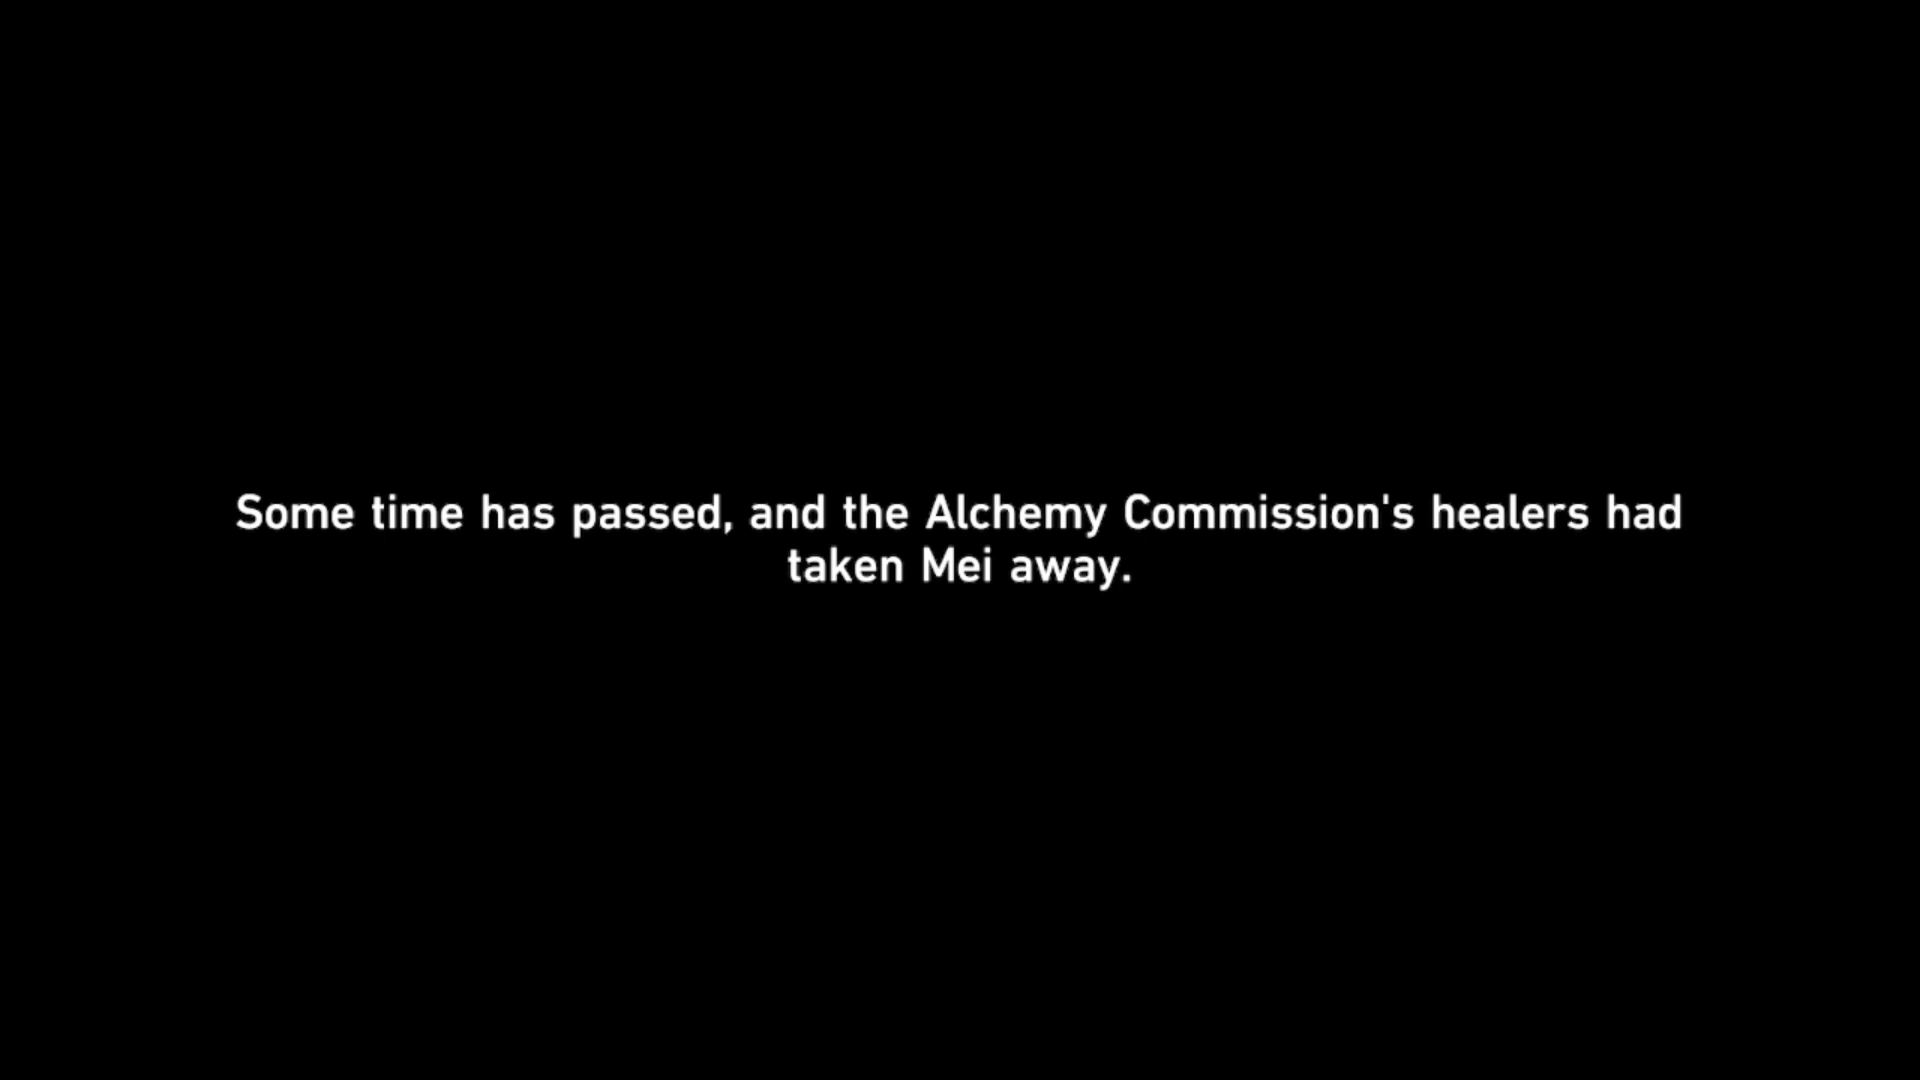 Some time has passed, and the Alchemy Commission's healers had
taken Mei away.